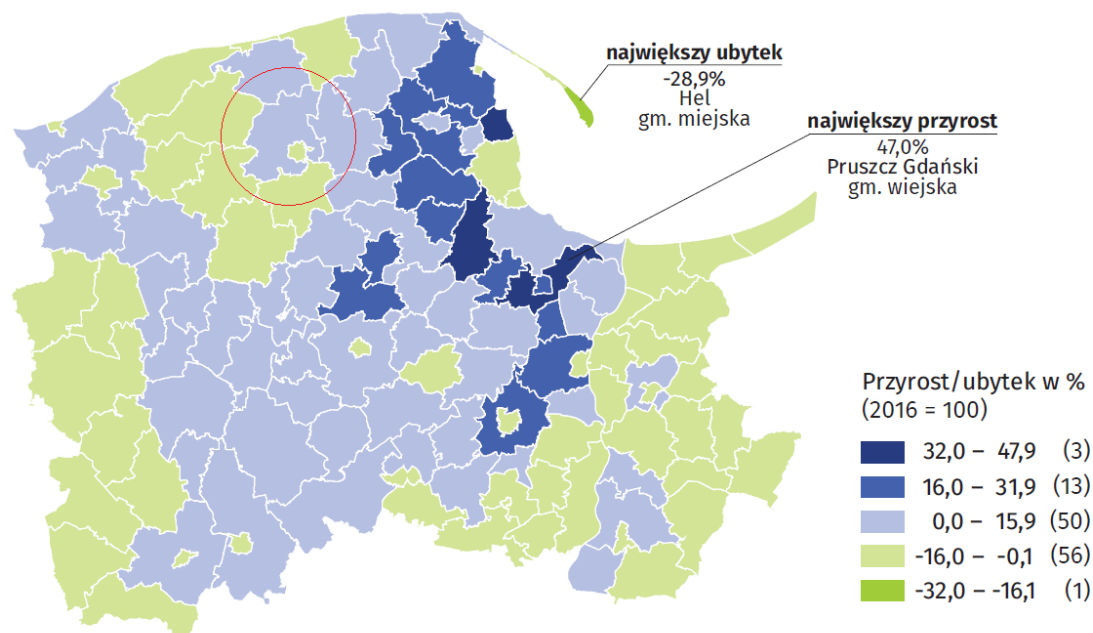 największy ubytek
-28,9%
Hel
gm. miejska
największy przyrost
47,0%
Pruszcz Gdański
gm. wiejska
Przyrost/ubytek w %
(2016 = 100)
32,0 – 47,9 (3)
16,0 – 31,9 (13)
0,0 – 15,9 (50)
-16,0 – -0,1 (56)
-32,0 – -16,1 (1)